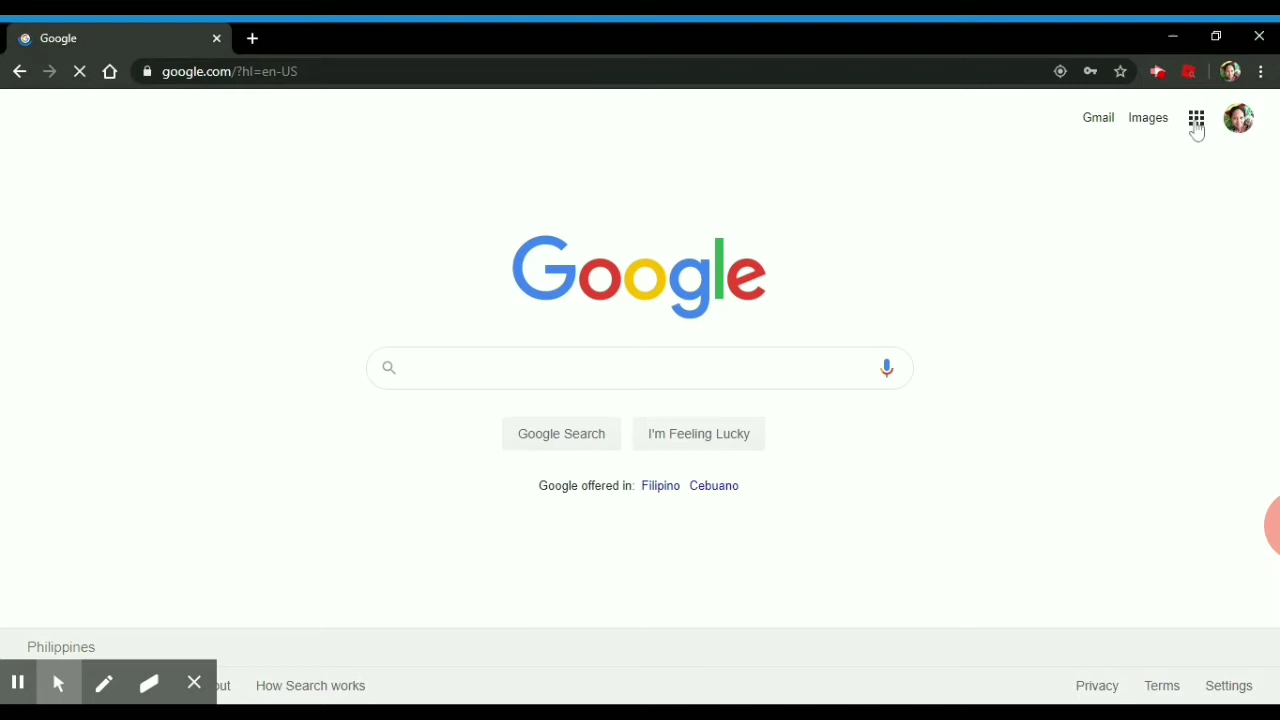 Google
google.com/?hl=en-US
Gmail Images
Google
Google Search I'm Feeling Lucky
Google offered in: Filipino Cebuano
Philippines
How Search works Privacy Terms Settings